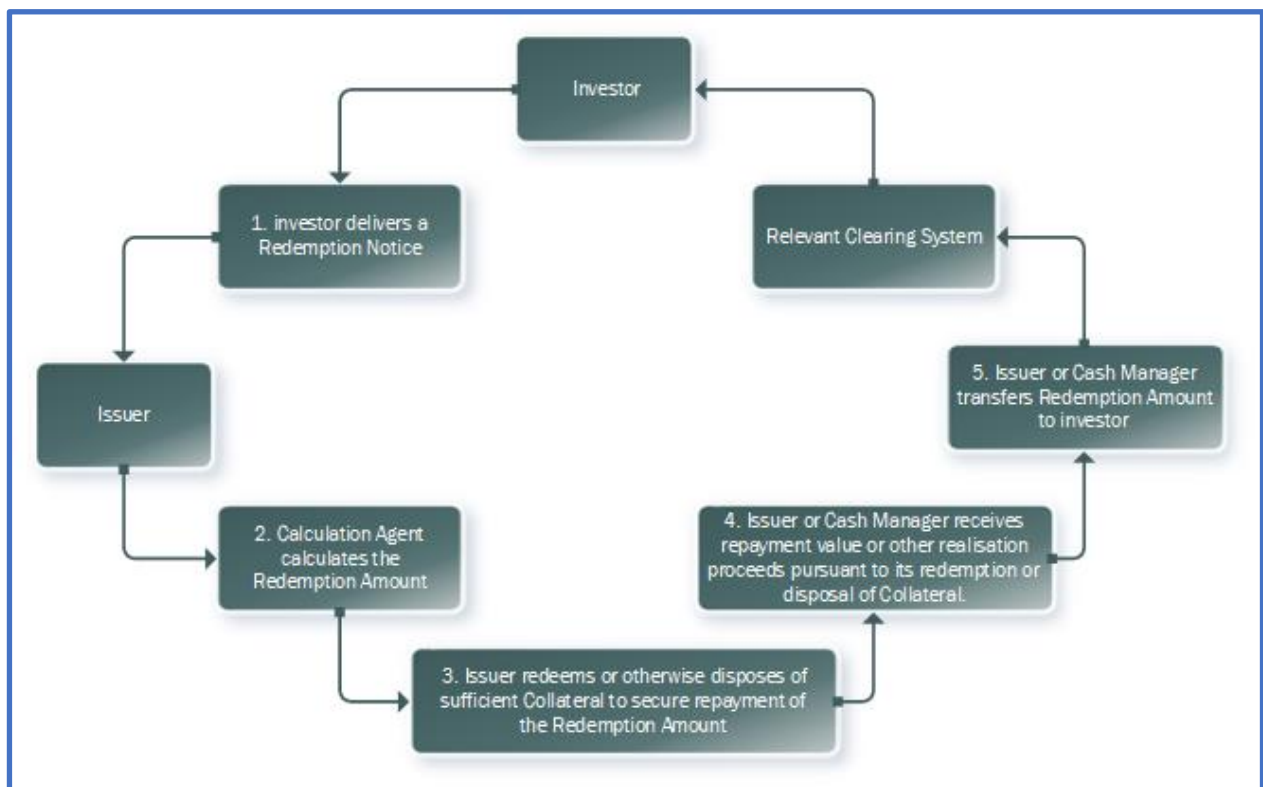 Investor
1. investor delivers a
Redemption Notice
Relevant Clearing System
Issuer
5. Issuer or Cash Manager
transfers Redemption Amount
to investor
2. Calculation Agent
calculates the
Redemption Amount
4. Issuer or Cash Manager receives
repayment value or other realisation
proceeds pursuant to its redemption or
disposal of Collateral.
3. Issuer redeems or otherwise disposes of
sufficient Collateral to secure repayment of
the Redemption Amount